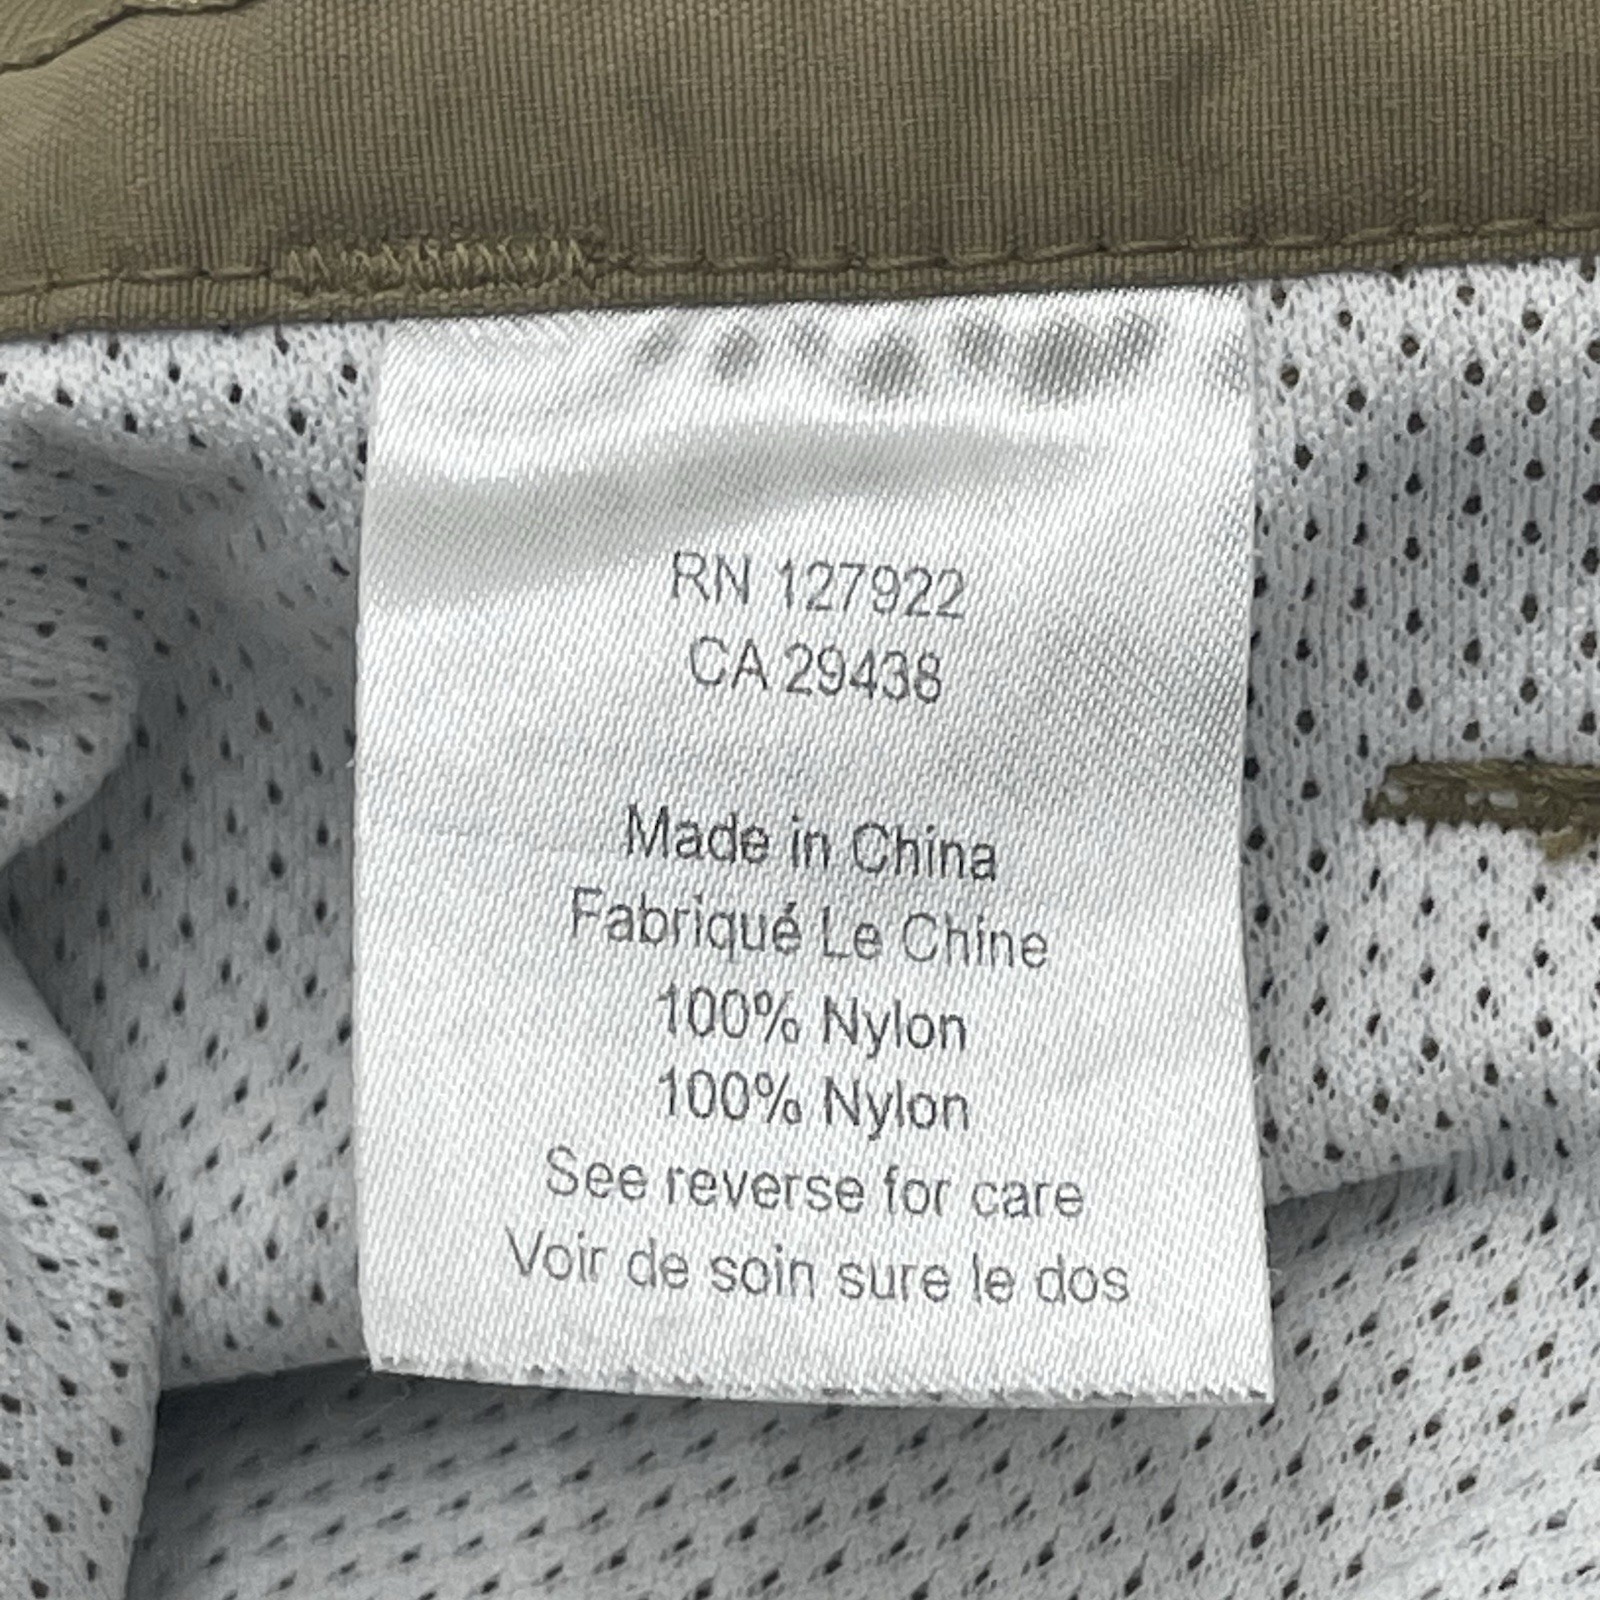 RN 127922
CA 29438
Made in China
Fabriqué Le Chine
100% Nylon
100% Nylon
See reverse for care
Voir de soin sure le dos